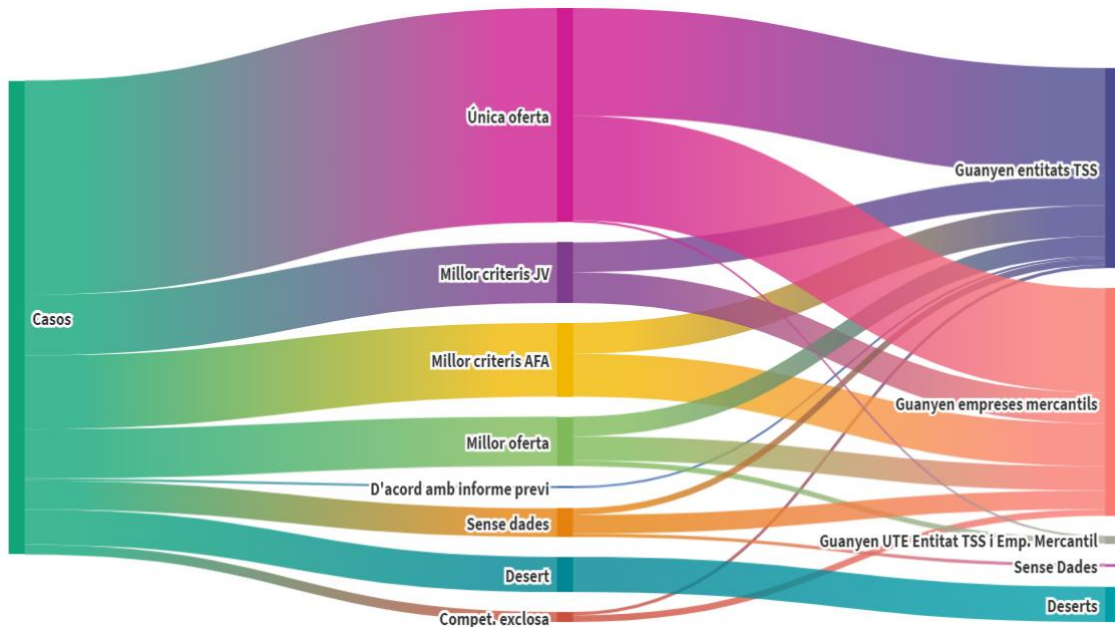 Casos
Única oferta
Millor criteris JV
Millor criteris AFA
Millor oferta
D'acord amb informe previ
Sense dades
Desert
Compet. exclosa
Guanyen entitats TSS
Guanyen empreses mercantils
Guanyen UTE Entitat TSS i Emp. Mercantil
Sense Dades
Deserts